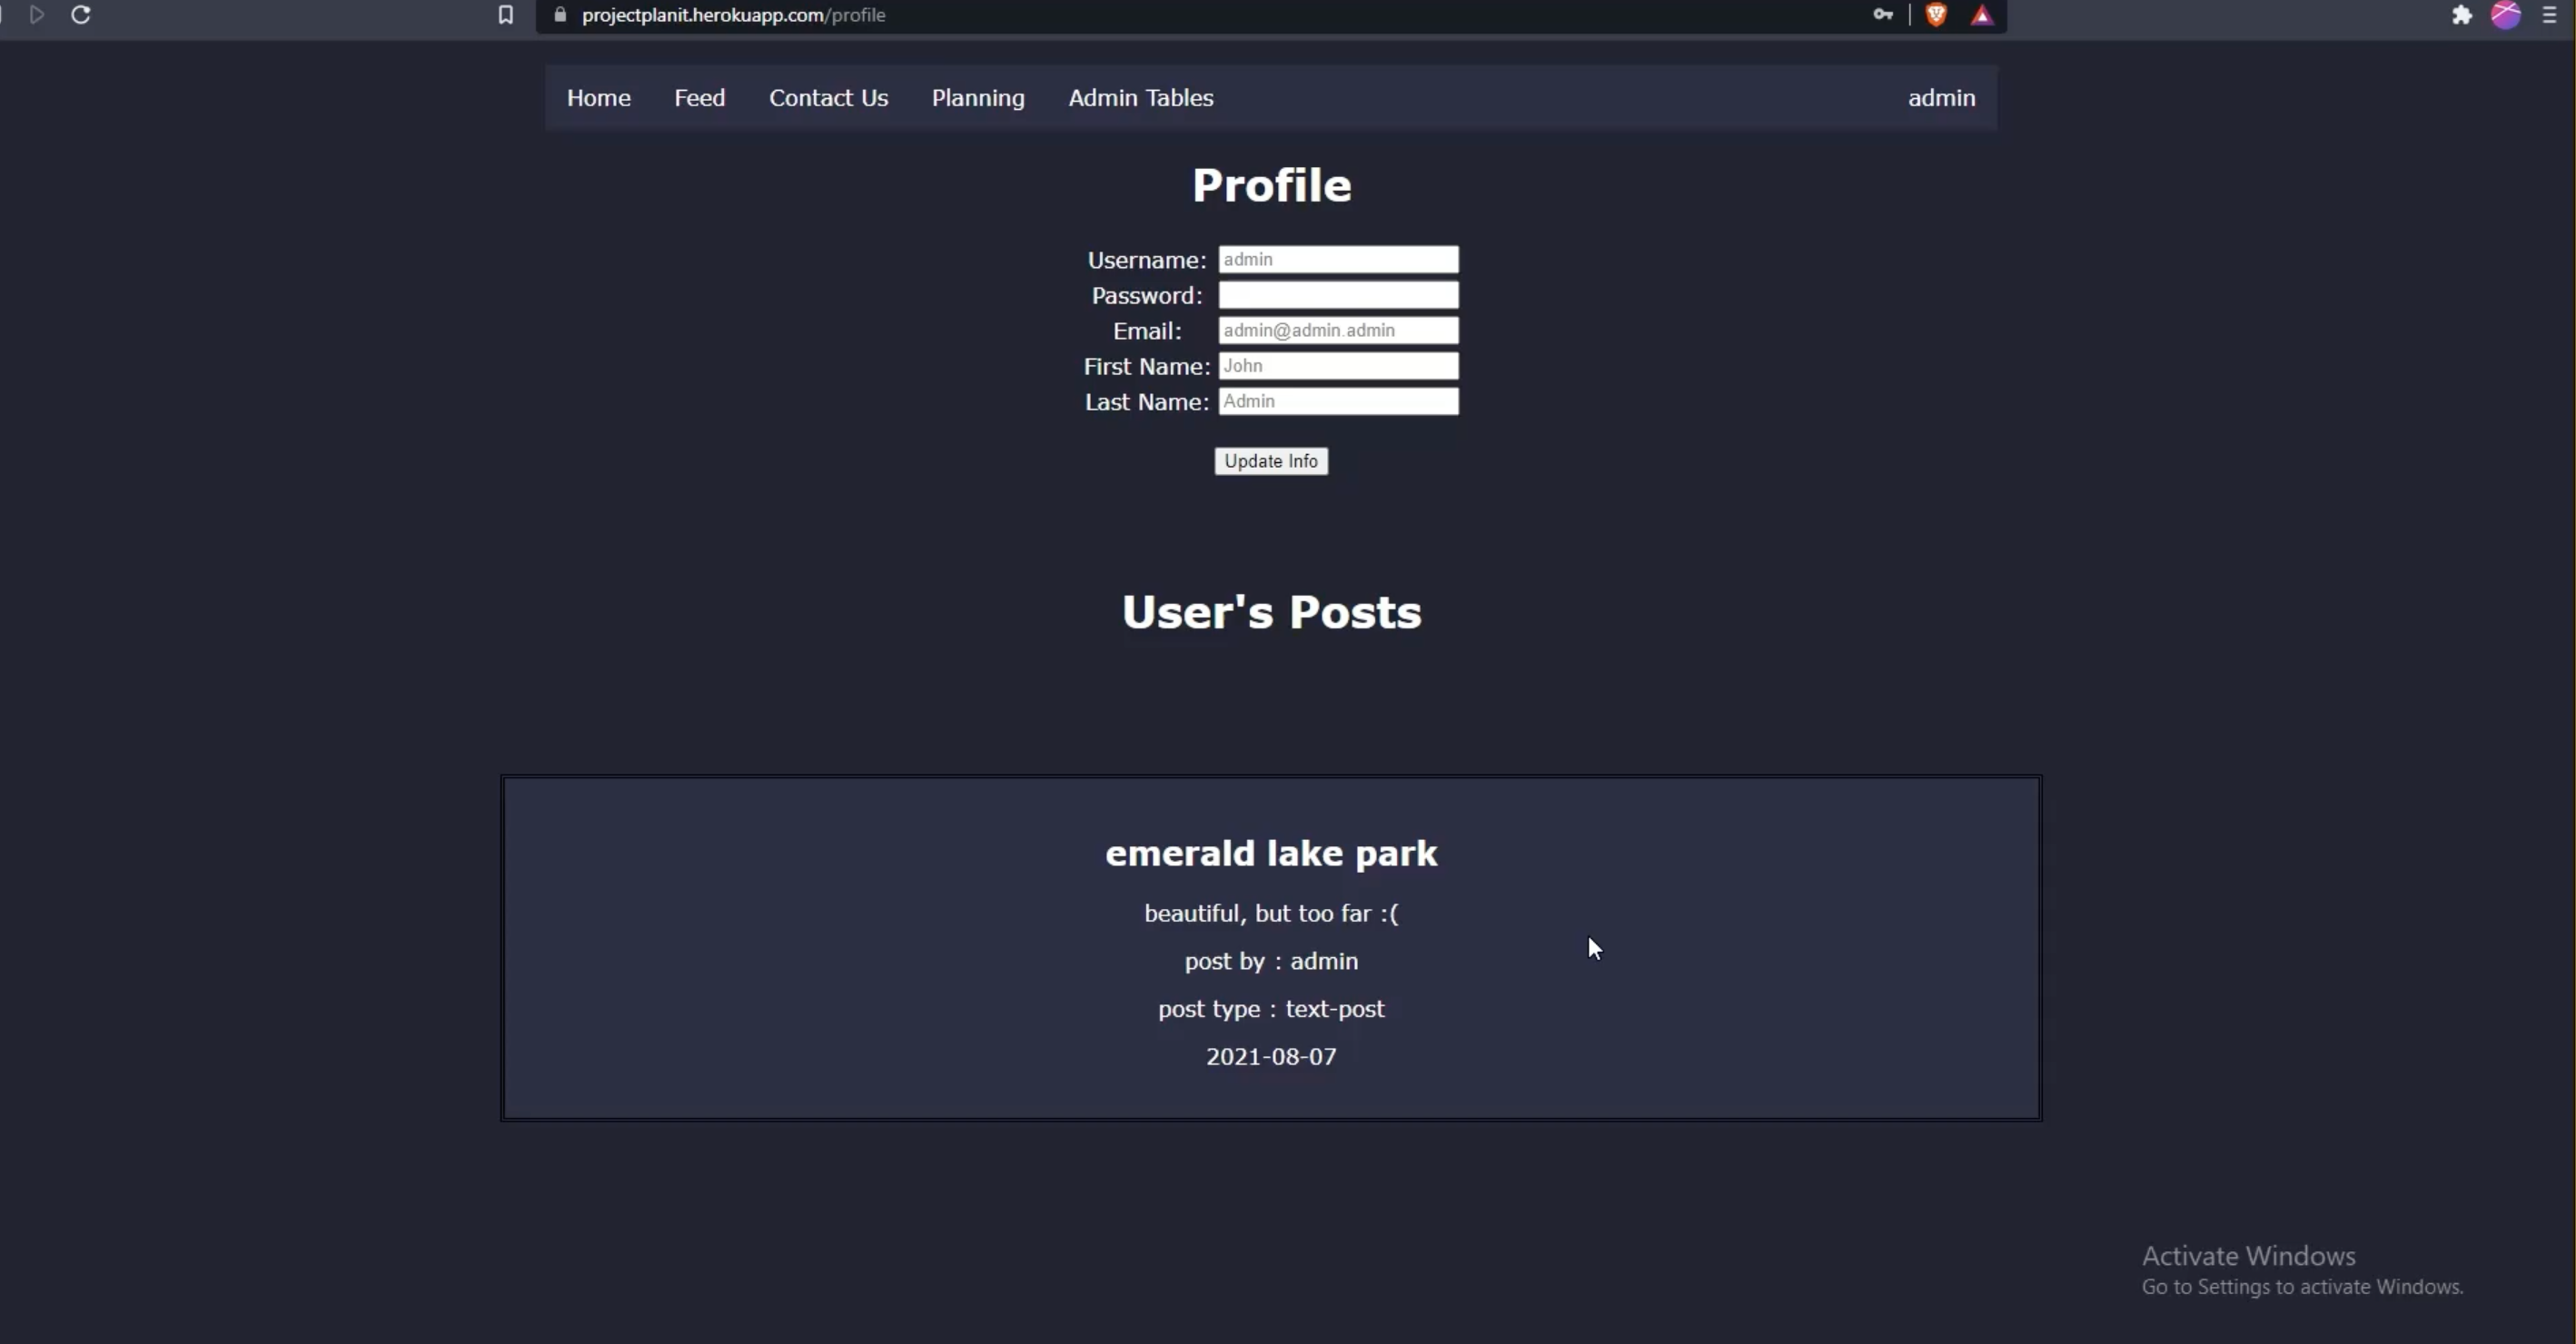 projectplanit.herokuapp.com/profile
Home Feed Contact Us Planning Admin Tables admin
Profile
Username: admin
Password:
Email: admin@admin.admin
First Name: John
Last Name: Admin
Update Info
User's Posts
emerald lake park
beautiful, but too far :(
post by : admin
post type : text-post
2021-08-07
Activate Windows
Go to Settings to activate Windows.